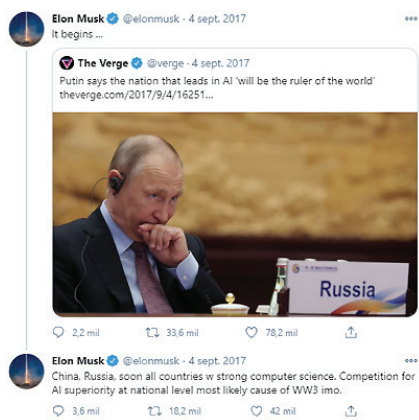 Elon Musk @elonmusk · 4 sept. 2017
It begins ...
The Verge @verge · 4 sept. 2017
Putin says the nation that leads in AI ‘will be the ruler of the world’
theverge.com/2017/9/4/16251...
Russia
2,2 mil 33,6 mil 78,2 mil
Elon Musk @elonmusk · 4 sept. 2017
China, Russia, soon all countries w strong computer science. Competition for
AI superiority at national level most likely cause of WW3 imo.
3,6 mil 18,2 mil 42 mil